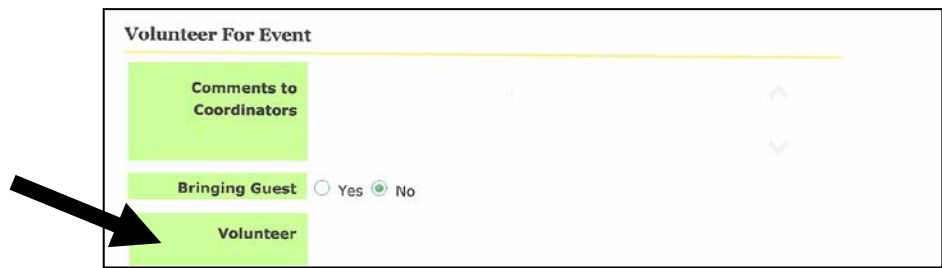 Volunteer For Event
Comments to
Coordinators
Bringing Guest Yes No
Volunteer